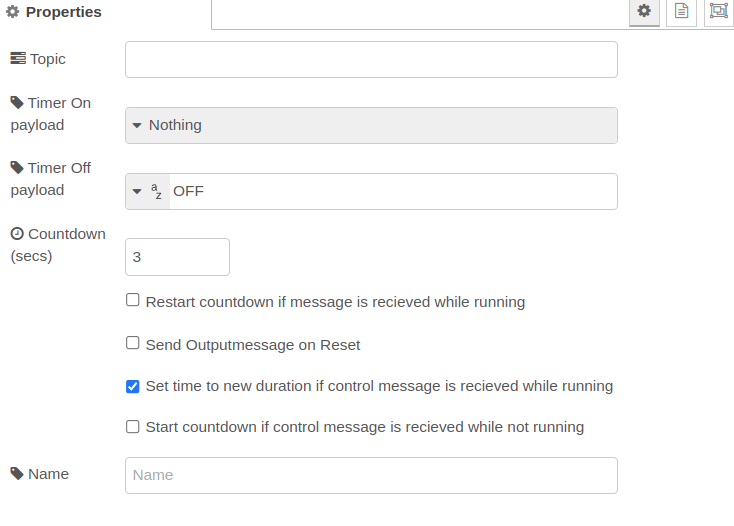 Properties
Topic
Timer On
payload
Nothing
Timer Off
payload
a
z
OFF
Countdown
(secs)
3
Restart countdown if message is recieved while running
Send Outputmessage on Reset
Set time to new duration if control message is recieved while running
Start countdown if control message is recieved while not running
Name
Name